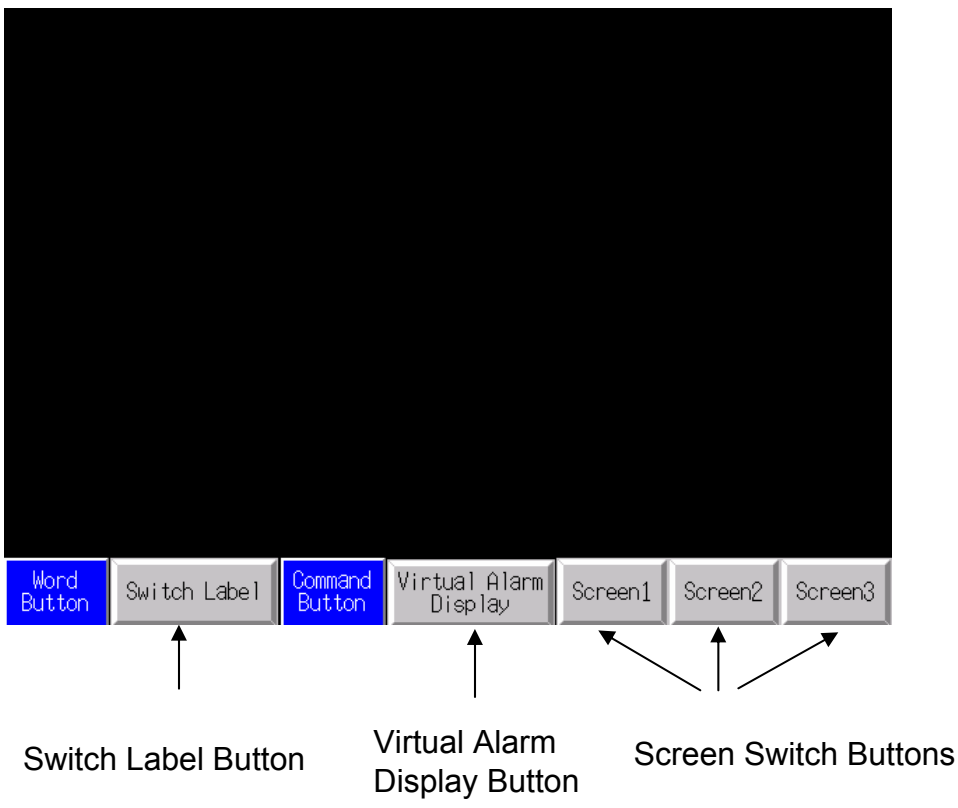 Word
Button
Switch Label
Command
Button
Virtual Alarm
Display
Screen1
Screen2
Screen3
Switch Label Button
Virtual Alarm
Display Button
Screen Switch Buttons